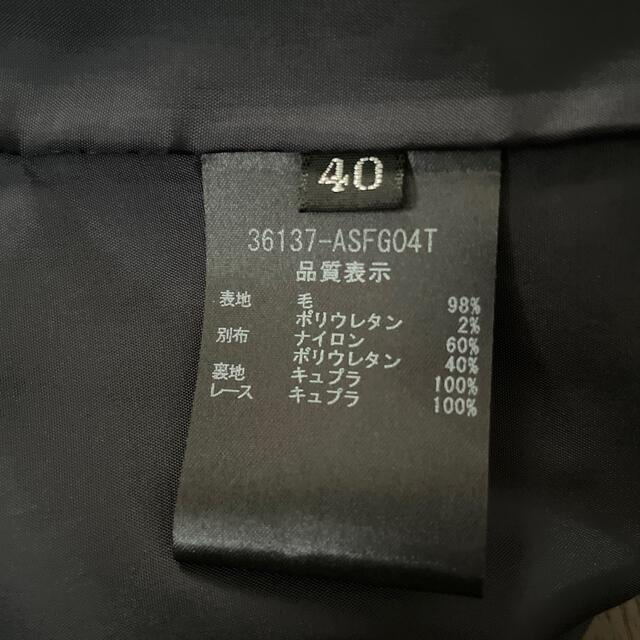 40
36137-ASFG04T
品質表示
表地 毛 98%
ポリウレタン 2%
別布 ナイロン 60%
ポリウレタン 40%
裏地 キュプラ 100%
レース キュプラ 100%